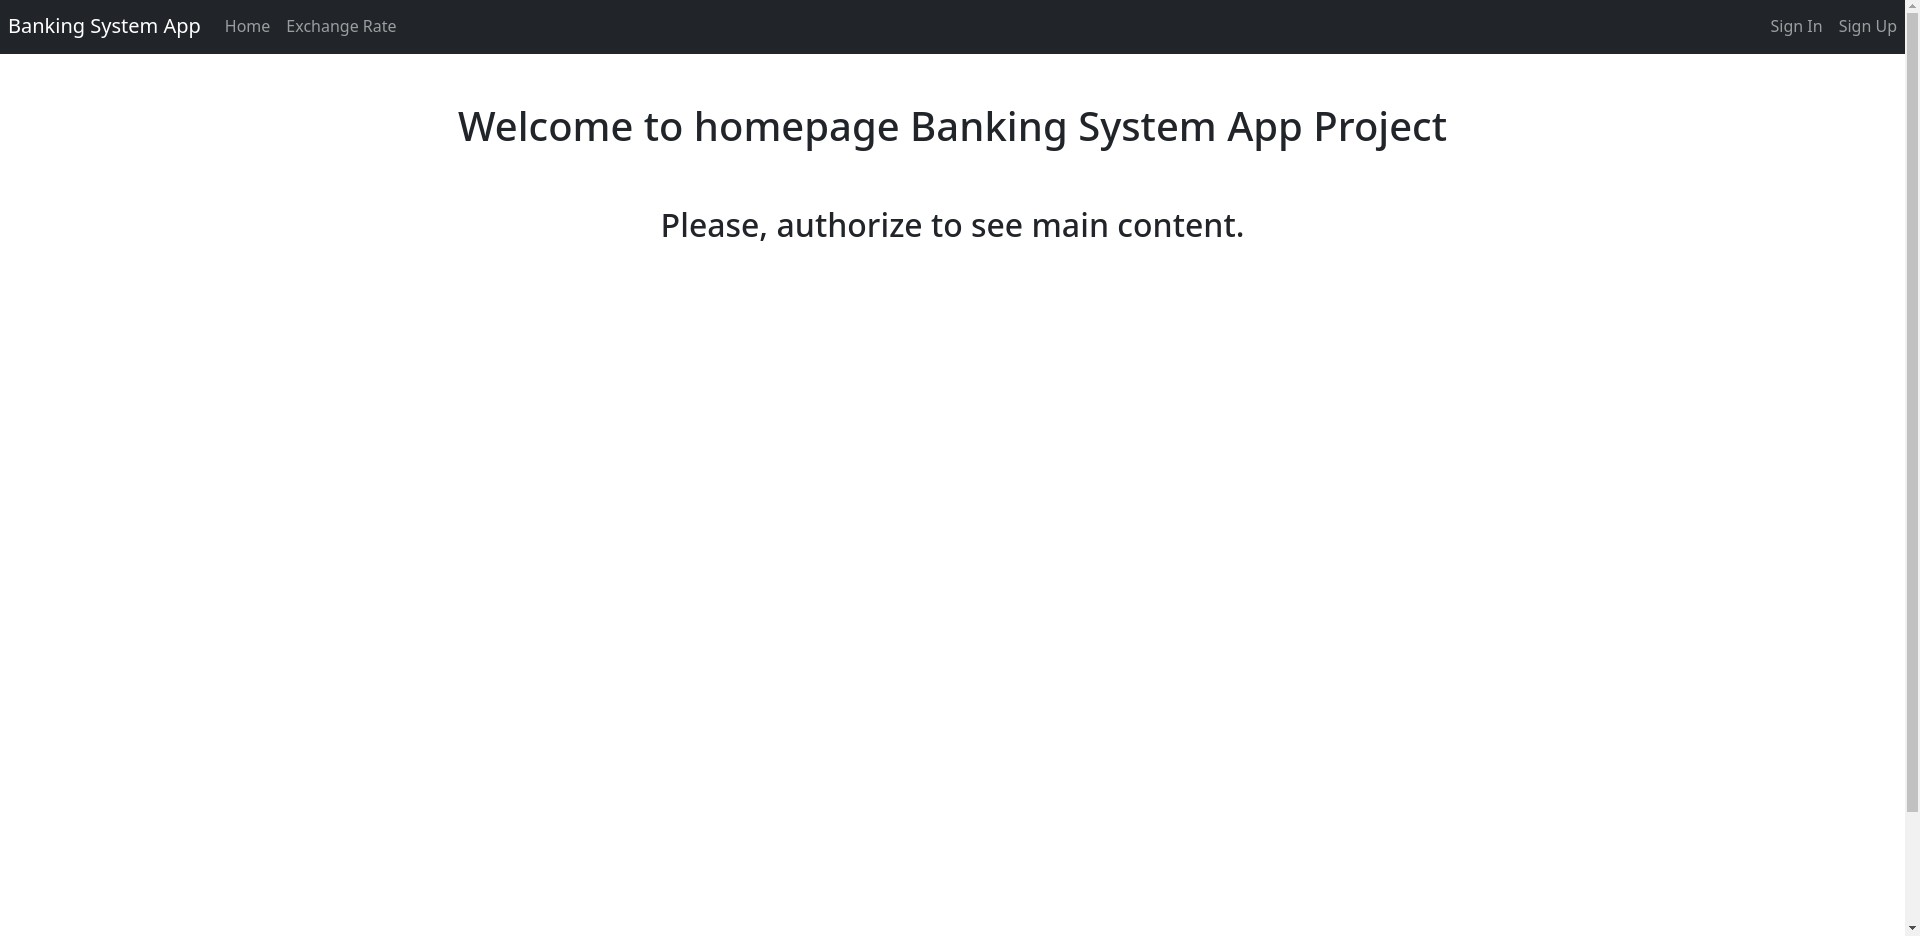 Banking System App Home Exchange Rate Sign In Sign Up
Welcome to homepage Banking System App Project
Please, authorize to see main content.